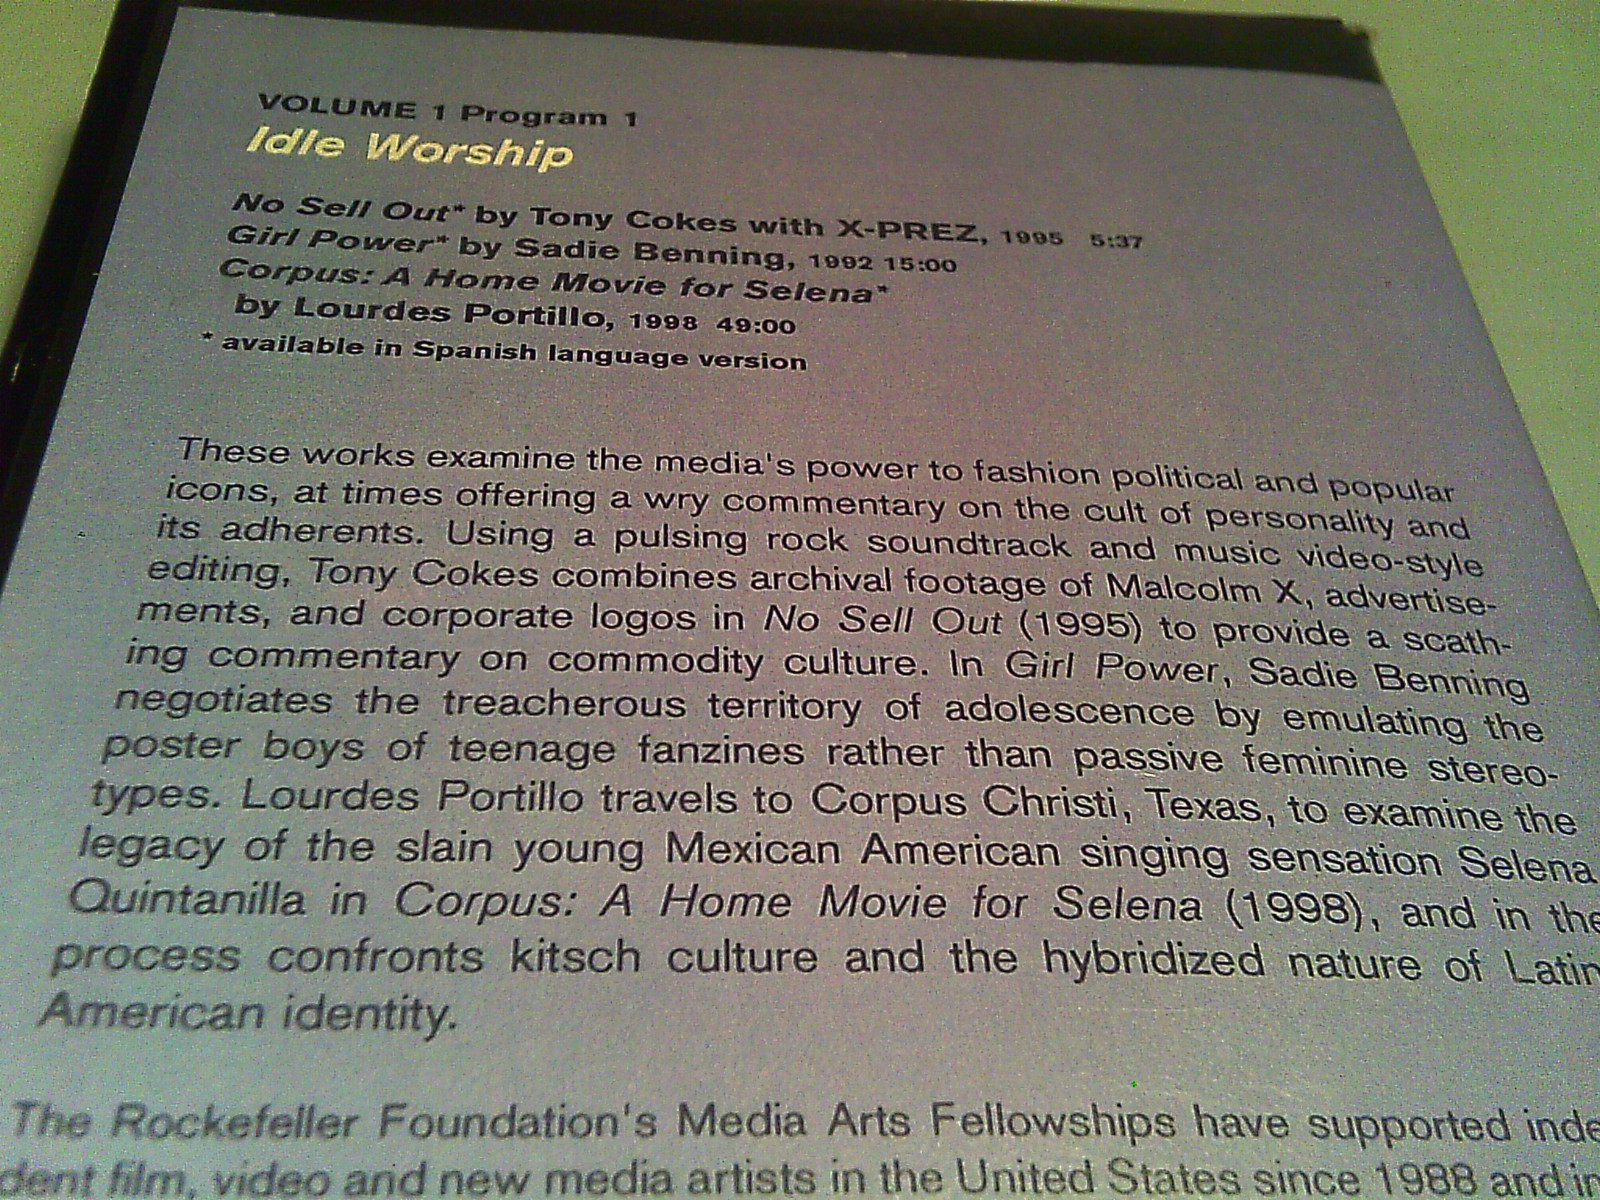 VOLUME 1 Program 1
Idle Worship
No Sell Out* by Tony Cokes with X-PREZ, 1995 5:37
Girl Power* by Sadie Benning, 1992 15:00
Corpus: A Home Movie for Selena*
by Lourdes Portillo, 1998 49:00
* available in Spanish language version
These works examine the media's power to fashion political and popular
icons, at times offering a wry commentary on the cult of personality and
its adherents. Using a pulsing rock soundtrack and music video-style
editing, Tony Cokes combines archival footage of Malcolm X, advertise-
ments, and corporate logos in No Sell Out (1995) to provide a scath-
ing commentary on commodity culture. In Girl Power, Sadie Benning
negotiates the treacherous territory of adolescence by emulating the
poster boys of teenage fanzines rather than passive feminine stereo-
types. Lourdes Portillo travels to Corpus Christi, Texas, to examine the
legacy of the slain young Mexican American singing sensation Selena
Quintanilla in Corpus: A Home Movie for Selena (1998), and in the
process confronts kitsch culture and the hybridized nature of Latin
American identity.
The Rockefeller Foundation's Media Arts Fellowships have supported inde
dent film, video and new media artists in the United States since 1988 and in